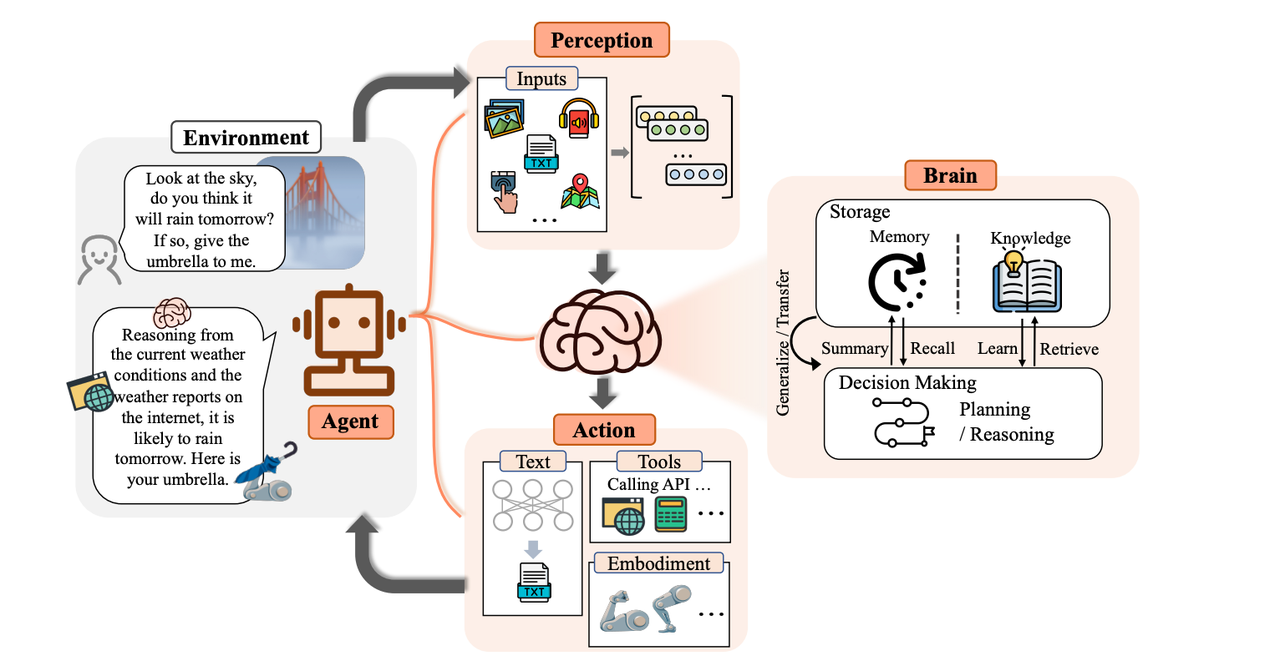 Perception
Inputs
TXT
...
...
Environment
Look at the sky,
do you think it
will rain tomorrow?
If so, give the
umbrella to me.
Reasoning from
the current weather
conditions and the
weather reports on
the internet, it is
likely to rain
tomorrow. Here is
your umbrella.
Agent
Brain
Storage
Memory
Knowledge
Generalize / Transfer
Summary
Recall
Learn
Retrieve
Decision Making
Planning
/ Reasoning
Action
Text
TXT
Tools
Calling API ...
...
Embodiment
...